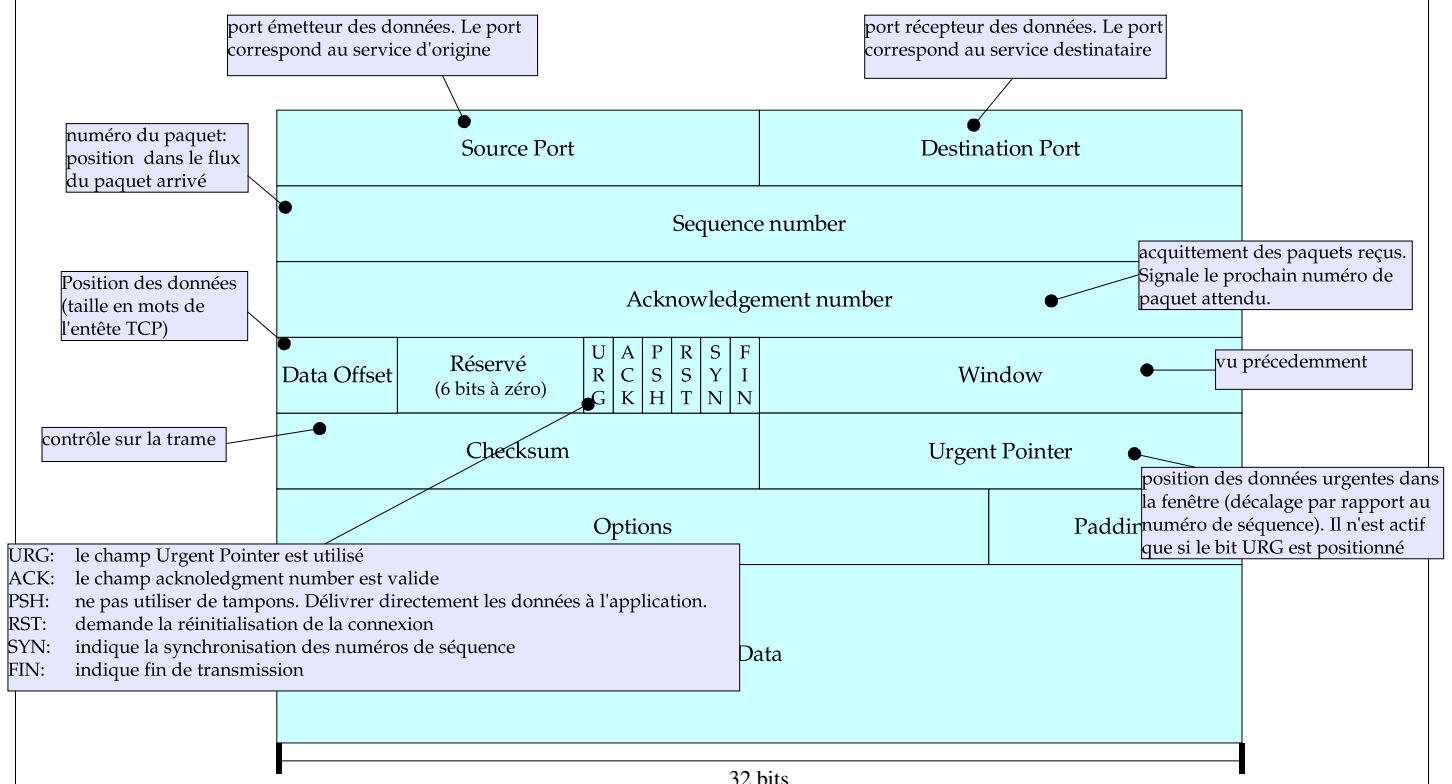 port émetteur des données. Le port
correspond au service d'origine
port récepteur des données. Le port
correspond au service destinataire
numéro du paquet:
position dans le flux
du paquet arrivé
Source Port
Destination Port
Sequence number
acquittement des paquets reçus.
Signale le prochain numéro de
paquet attendu.
Acknowledgement number
Position des données
(taille en mots de
l'entête TCP)
Data Offset
Réservé
(6 bits à zéro)
URG
ACK
PSH
RST
SYN
FIN
Window
vu précedemment
contrôle sur la trame
Checksum
Urgent Pointer
position des données urgentes dans
la fenêtre (décalage par rapport au
numéro de séquence). Il n'est actif
que si le bit URG est positionné
Options
URG: le champ Urgent Pointer est utilisé
ACK: le champ acknoledgment number est valide
PSH: ne pas utiliser de tampons. Délivrer directement les données à l'application.
RST: demande la réinitialisation de la connexion
SYN: indique la synchronisation des numéros de séquence
FIN: indique fin de transmission
Data
32 bits